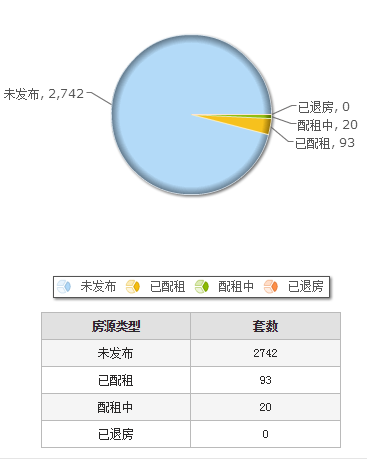 未发布, 2,742
已退房, 0
配租中, 20
已配租, 93
未发布 已配租 配租中 已退房
房源类型 套数
未发布 2742
已配租 93
配租中 20
已退房 0